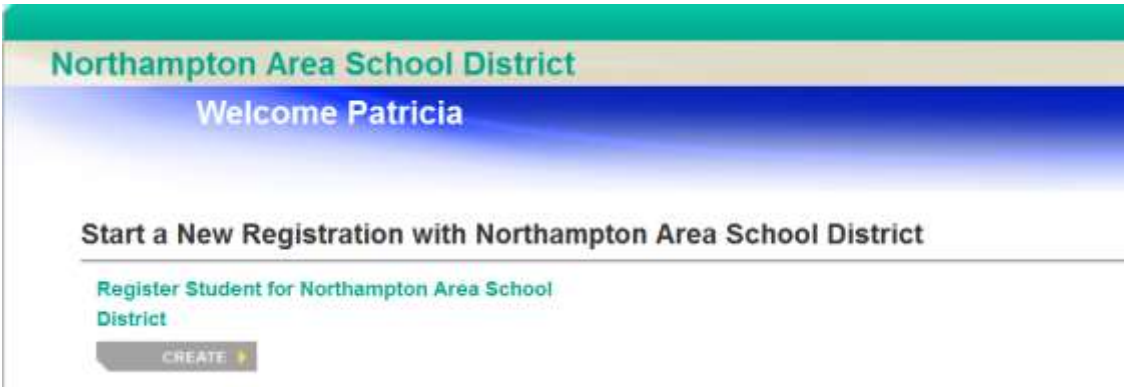 Northampton Area School District
Welcome Patricia
Start a New Registration with Northampton Area School District
Register Student for Northampton Area School
District
CREATE